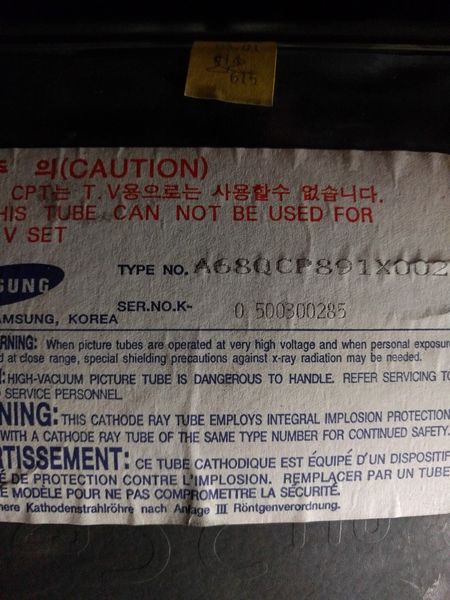 615
의(CAUTION)
CPT는 T.V용으로는 사용할수 없습니다.
THIS TUBE CAN NOT BE USED FOR
V SET
SUNG
TYPE NO. A68QCP891X002
SAMSUNG, KOREA
SER.NO.K- 0 500300285
RNING: When picture tubes are operated at very high voltage and when personal exposur
d at close range, special shielding precautions against x-ray radiation may be needed.
: HIGH-VACUUM PICTURE TUBE IS DANGEROUS TO HANDLE. REFER SERVICING TO
SERVICE PERSONNEL
NING: THIS CATHODE RAY TUBE EMPLOYS INTEGRAL IMPLOSION PROTECTION
WITH A CATHODE RAY TUBE OF THE SAME TYPE NUMBER FOR CONTINUED SAFETY.
RTISSEMENT: CE TUBE CATHODIQUE EST ÉQUIPÉ D'UN DISPOSITIF
É DE PROTECTION CONTRE L'IMPLOSION. REMPLACER PAR UN TUBE
E MODÈLE POUR NE PAS COMPROMETTRE LA SÉCURITÉ.
here Kathodenstrahlröhre nach Anlage III Röntgenverordnung.